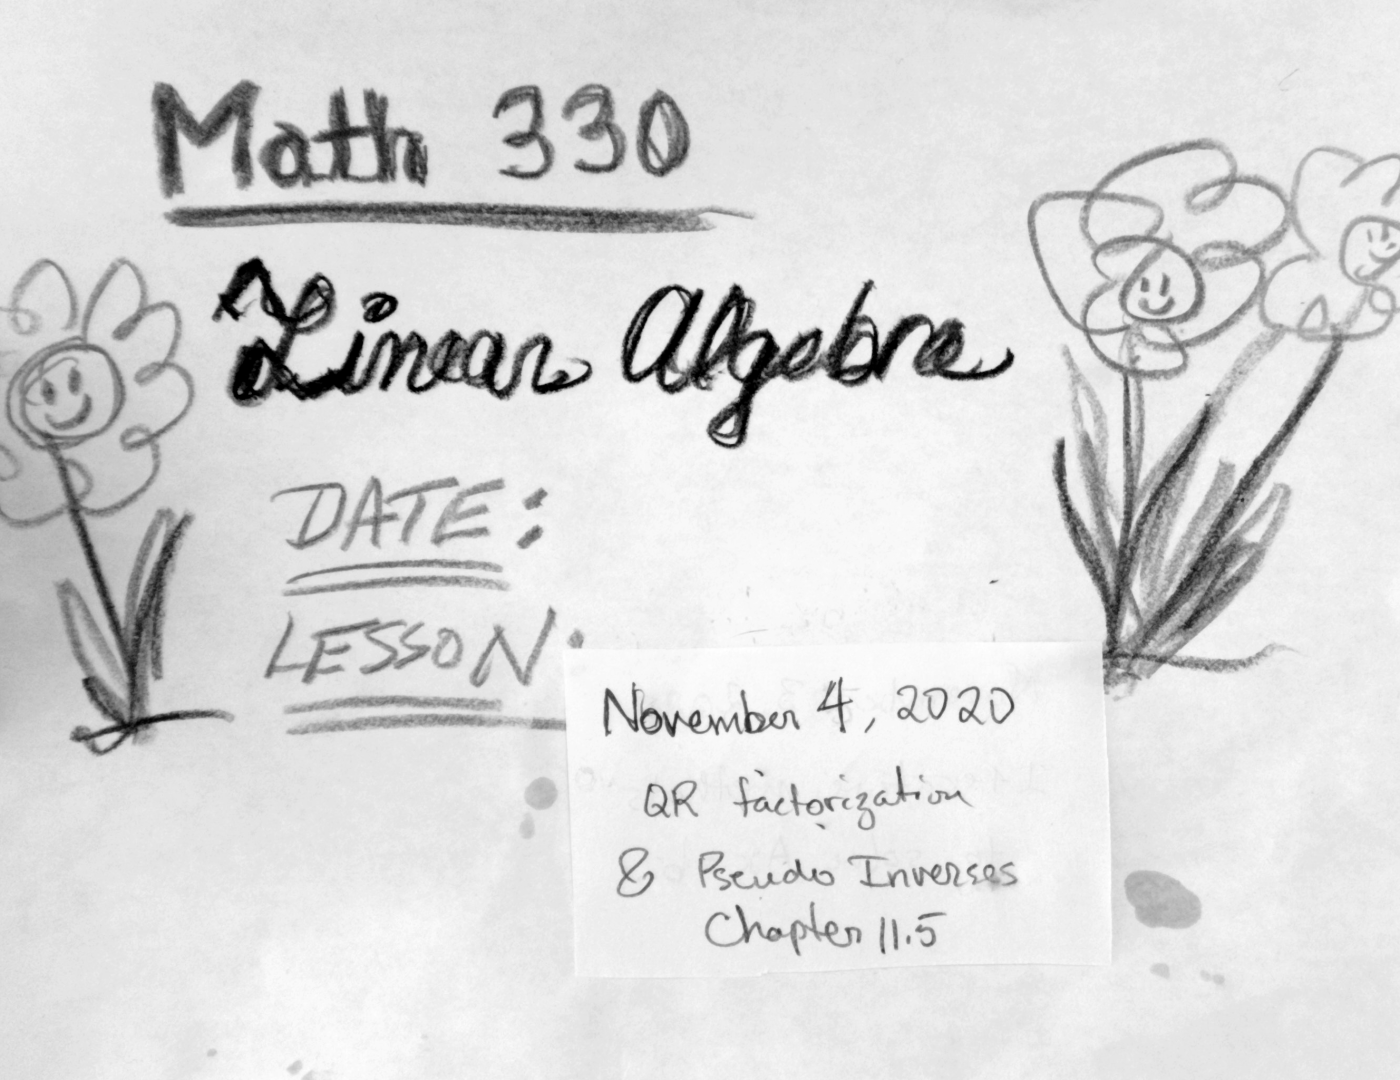 Math 330
Linear Algebra
DATE:
LESSON:
November 4, 2020
QR factorization
& Pseudo Inverses
Chapter 11.5